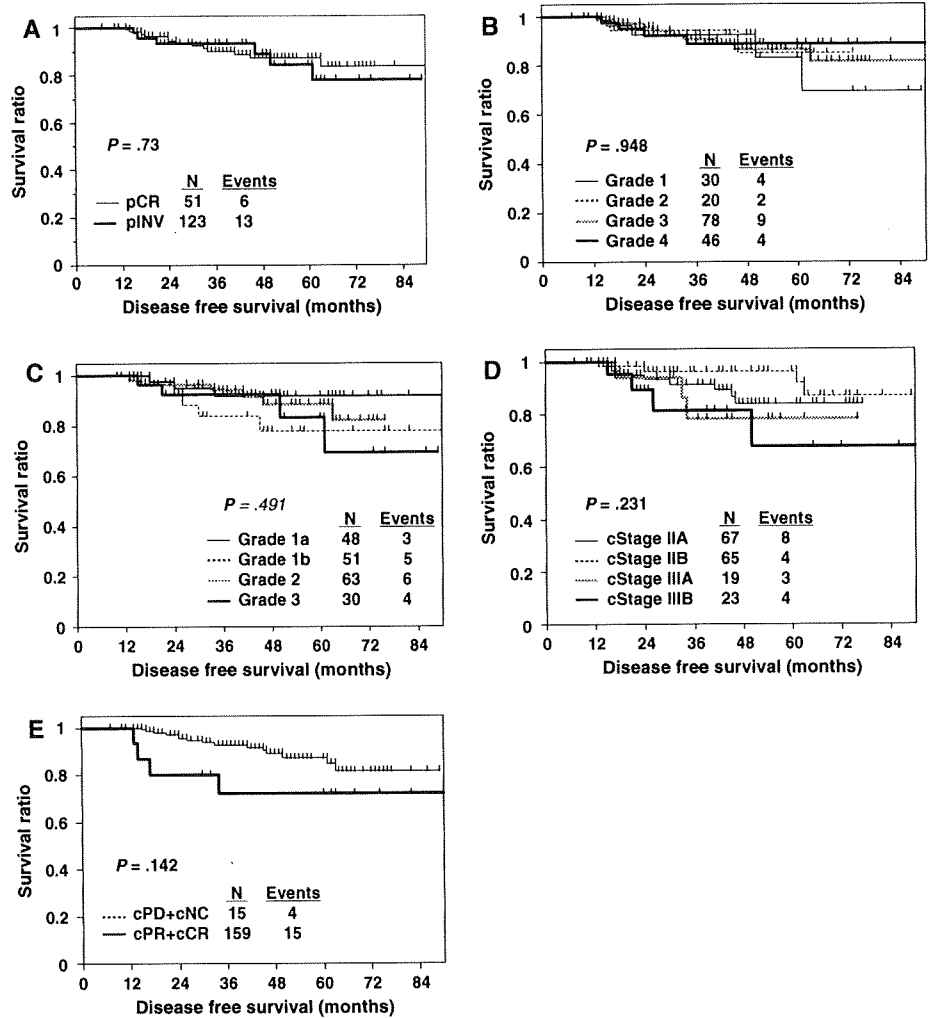 A
Survival ratio
1
0.8
0.6
0.4
0.2
0
P = .73
N Events
pCR 51 6
pINV 123 13
0 12 24 36 48 60 72 84
Disease free survival (months)
B
Survival ratio
1
0.8
0.6
0.4
0.2
0
P = .948
N Events
Grade 1 30 4
Grade 2 20 2
Grade 3 78 9
Grade 4 46 4
0 12 24 36 48 60 72 84
Disease free survival (months)
C
Survival ratio
1
0.8
0.6
0.4
0.2
0
P = .491
N Events
Grade 1a 48 3
Grade 1b 51 5
Grade 2 63 6
Grade 3 30 4
0 12 24 36 48 60 72 84
Disease free survival (months)
D
Survival ratio
1
0.8
0.6
0.4
0.2
0
P = .231
N Events
cStage IIA 67 8
cStage IIB 65 4
cStage IIIA 19 3
cStage IIIB 23 4
0 12 24 36 48 60 72 84
Disease free survival (months)
E
Survival ratio
1
0.8
0.6
0.4
0.2
0
P = .142
N Events
cPD+cNC 15 4
cPR+cCR 159 15
0 12 24 36 48 60 72 84
Disease free survival (months)